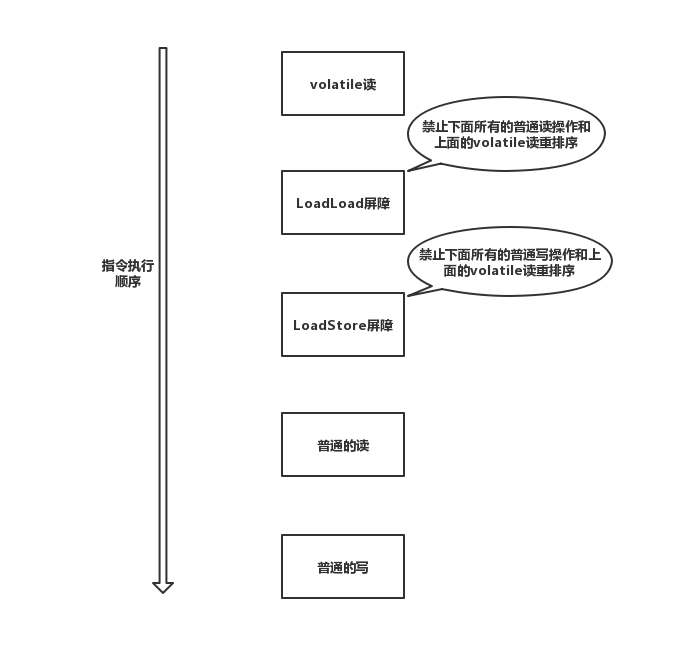 volatile读
禁止下面所有的普通读操作和
上面的volatile读重排序
LoadLoad屏障
禁止下面所有的普通写操作和上
面的volatile读重排序
指令执行
顺序
LoadStore屏障
普通的读
普通的写